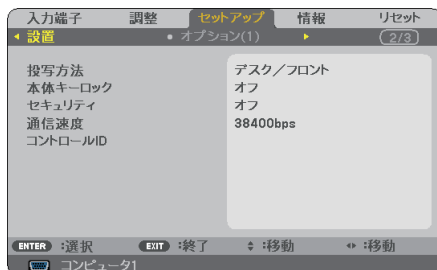 入力端子 調整 セットアップ 情報 リセット
設置 オプション(1) 2/3
投写方法 デスク／フロント
本体キーロック オフ
セキュリティ オフ
通信速度 38400bps
コントロールID
ENTER :選択 EXIT :終了 :移動 :移動
コンピュータ1